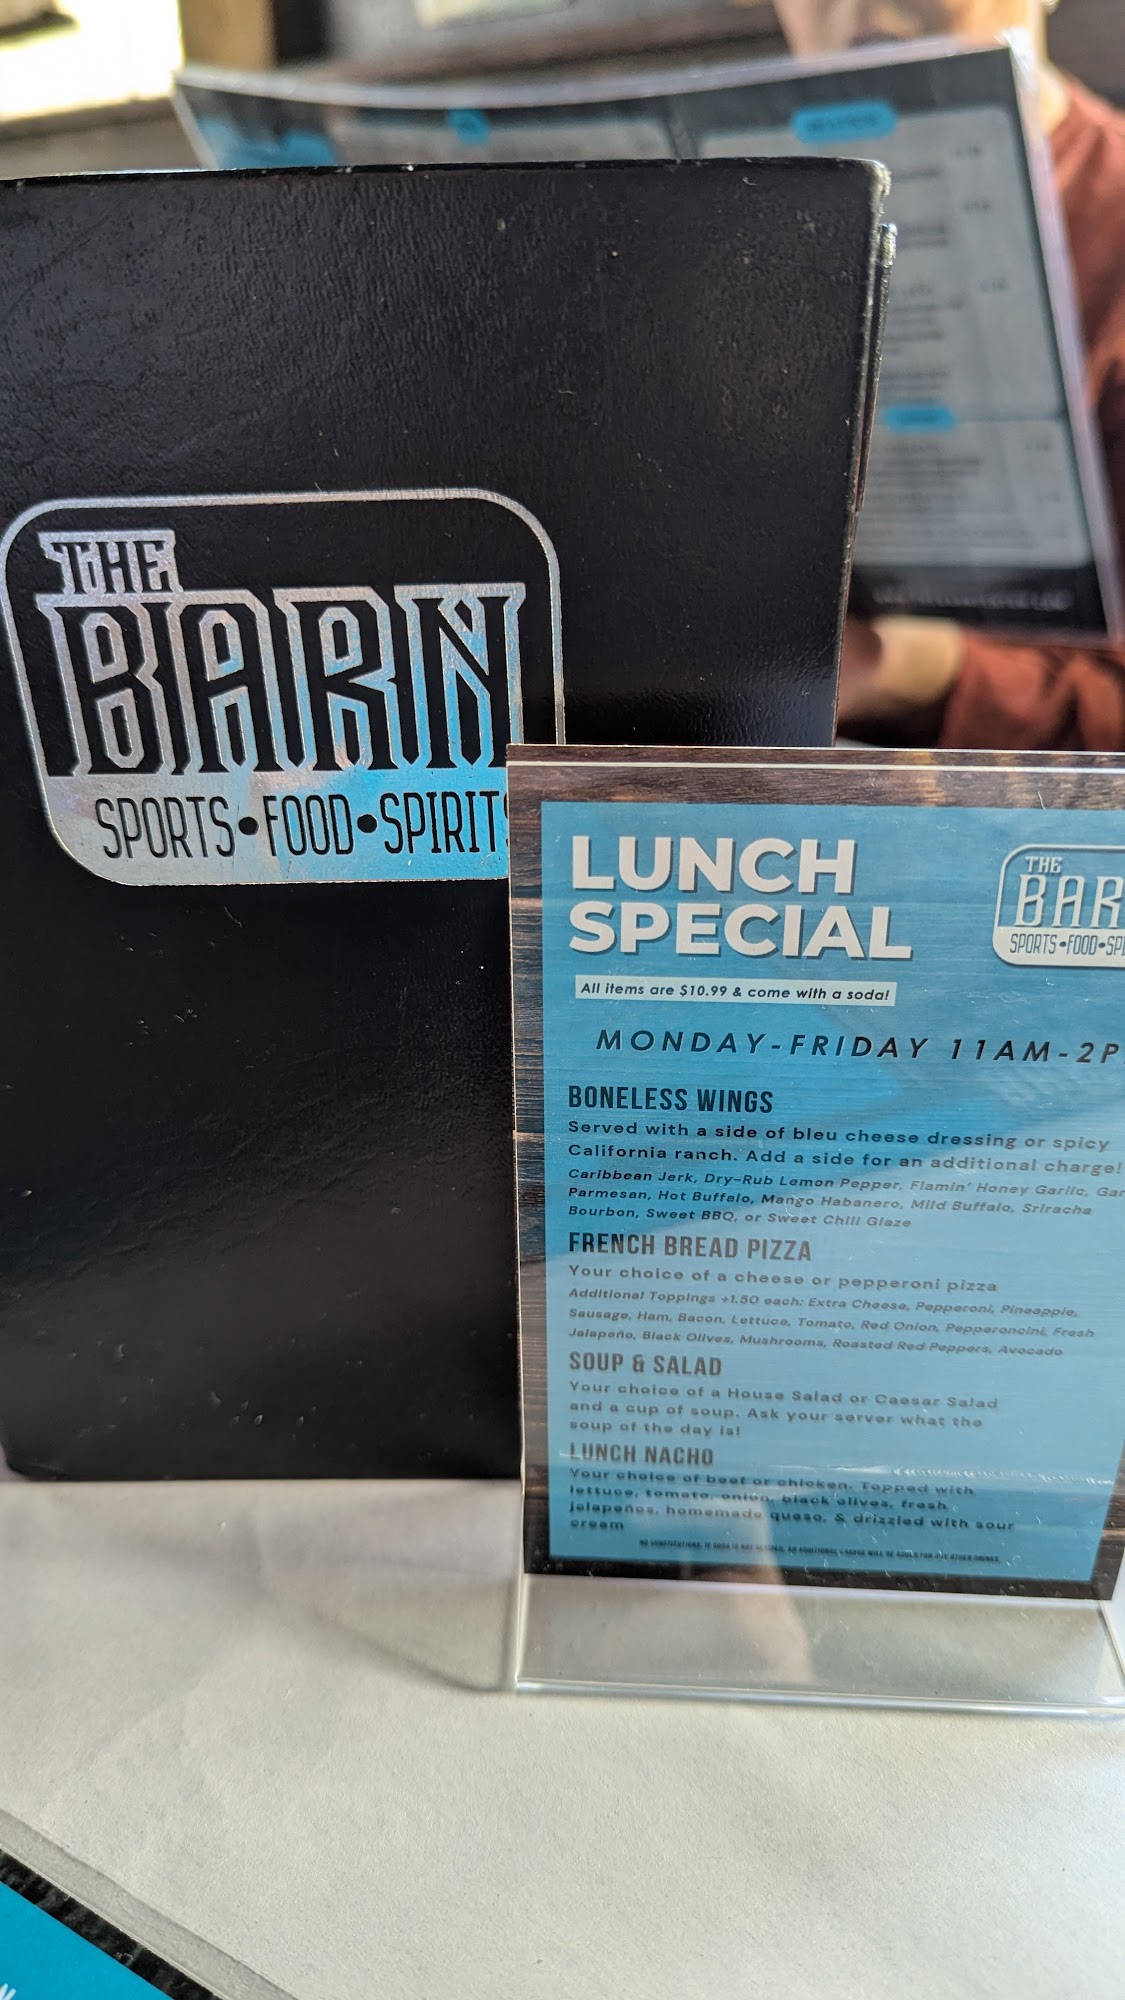 THE
BARN
SPORTS•FOOD•SPIRITS
LUNCH
SPECIAL
THE
BAR
SPORTS•FOOD•SPI
All items are $10.99 & come with a soda!
MONDAY-FRIDAY 11AM-2P
BONELESS WINGS
Served with a side of bleu cheese dressing or spicy
California ranch. Add a side for an additional charge!
Caribbean Jerk, Dry-Rub Lemon Pepper, Flamin' Honey Garlic, Gar
Parmesan, Hot Buffalo, Mango Habanero, Mild Buffalo, Sriracha
Bourbon, Sweet BBQ, or Sweet Chili Glaze
FRENCH BREAD PIZZA
Your choice of a cheese or pepperoni pizza
Additional Toppings +1.50 each: Extra Cheese, Pepperoni, Pineapple,
Sausage, Ham, Bacon, Lettuce, Tomato, Red Onion, Pepperoncini, Fresh
Jalapeño, Black Olives, Mushrooms, Roasted Red Peppers, Avocado
SOUP & SALAD
Your choice of a House Salad or Caesar Salad
and a cup of soup. Ask your server what the
soup of the day is!
LUNCH NACHO
Your choice of beef or chicken. Topped with
lettuce, tomato, onion, black olives, fresh
jalapeños, homemade queso, & drizzled with sour
cream